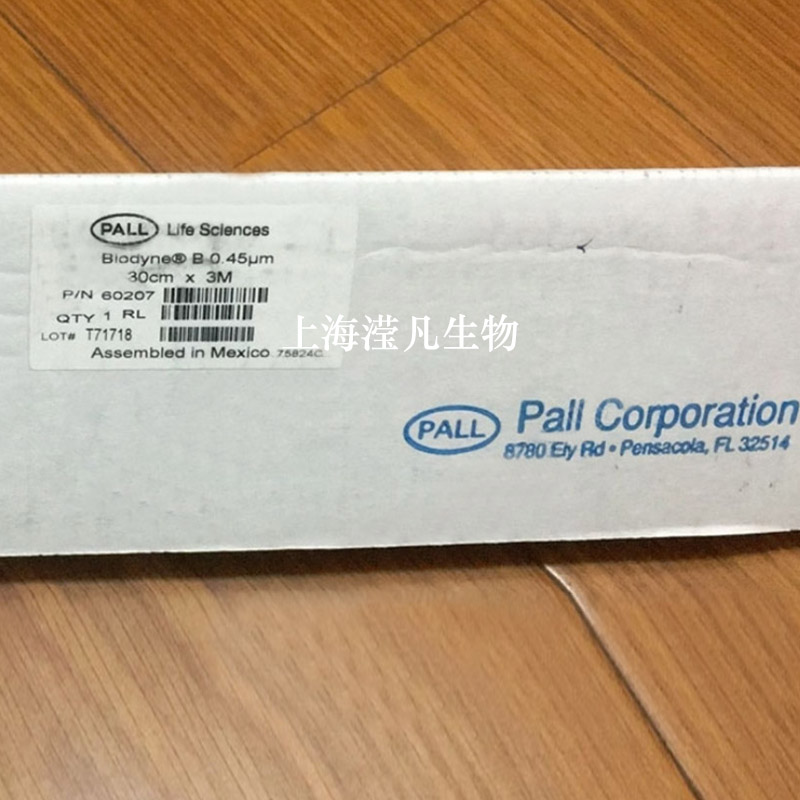 PALL Life Sciences
Biodyne® B 0.45µm
30cm x 3M
P/N 60207
QTY 1 RL
LOT# T71718
Assembled in Mexico 75824C
上海滢凡生物
PALL Pall Corporation
8780 Ely Rd • Pensacola, FL 32514